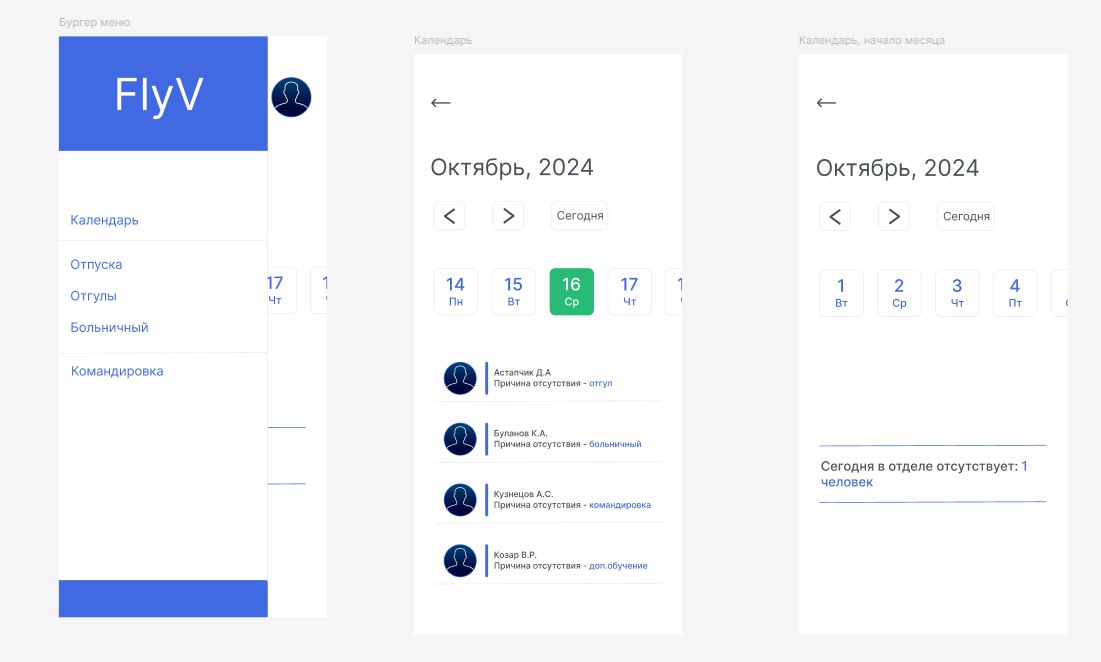 Бургер меню
FlyV
Календарь
Отпуска
Отгулы
Больничный
Командировка
17
Чт
1
Календарь
Октябрь, 2024
< > Сегодня
14 15 16 17 1
Пн Вт Ср Чт
Астапчик Д.А
Причина отсутствия - отгул
Буланов К.А.
Причина отсутствия - больничный
Кузнецов А.С.
Причина отсутствия - командировка
Козар В.Р.
Причина отсутствия - доп.обучение
Календарь, начало месяца
Октябрь, 2024
< > Сегодня
1 2 3 4
Вт Ср Чт Пт
Сегодня в отделе отсутствует: 1
человек